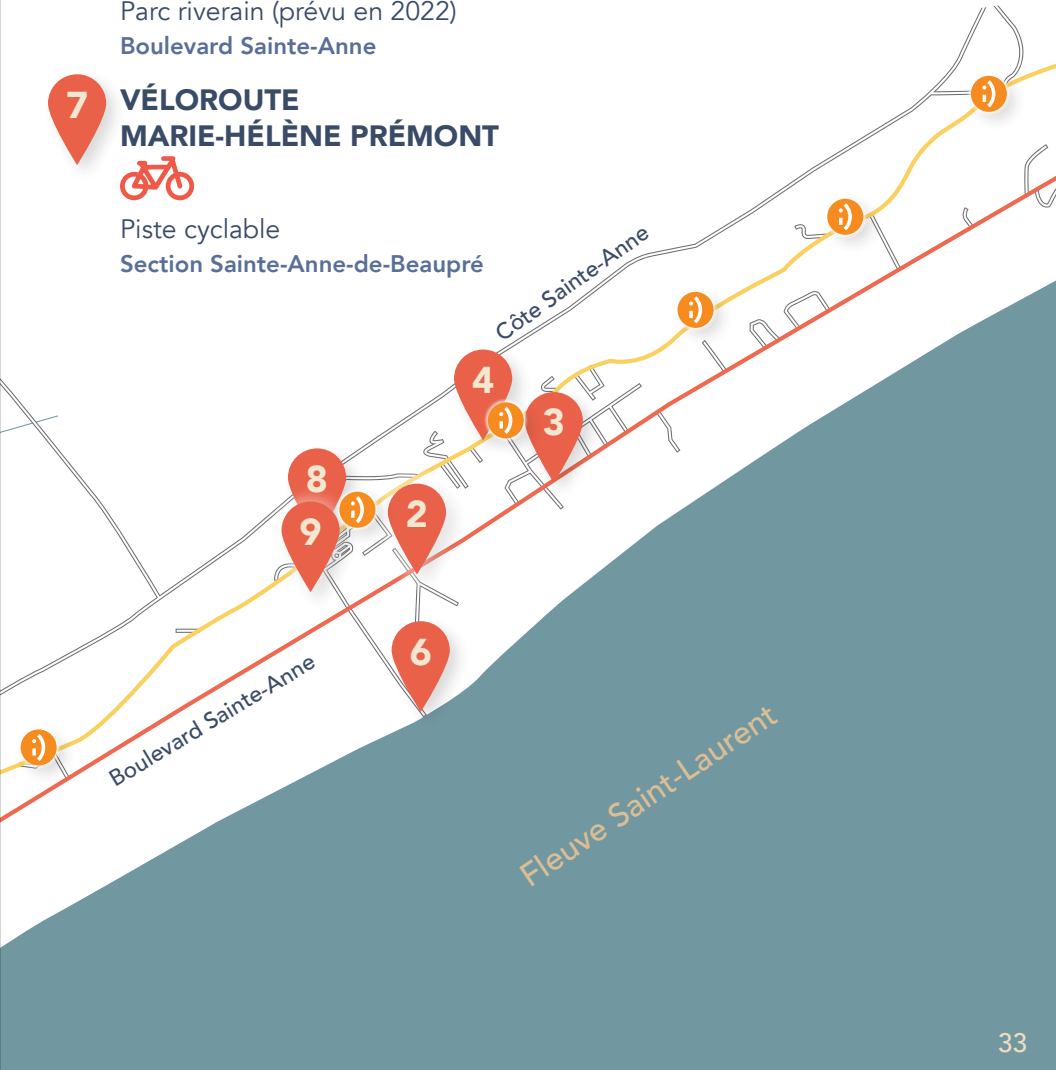 Parc riverain (prévu en 2022)
Boulevard Sainte-Anne
7
VÉLOROUTE
MARIE-HÉLÈNE PRÉMONT
Piste cyclable
Section Sainte-Anne-de-Beaupré
Côte Sainte-Anne
4
3
8
9
2
6
Boulevard Sainte-Anne
Fleuve Saint-Laurent
33